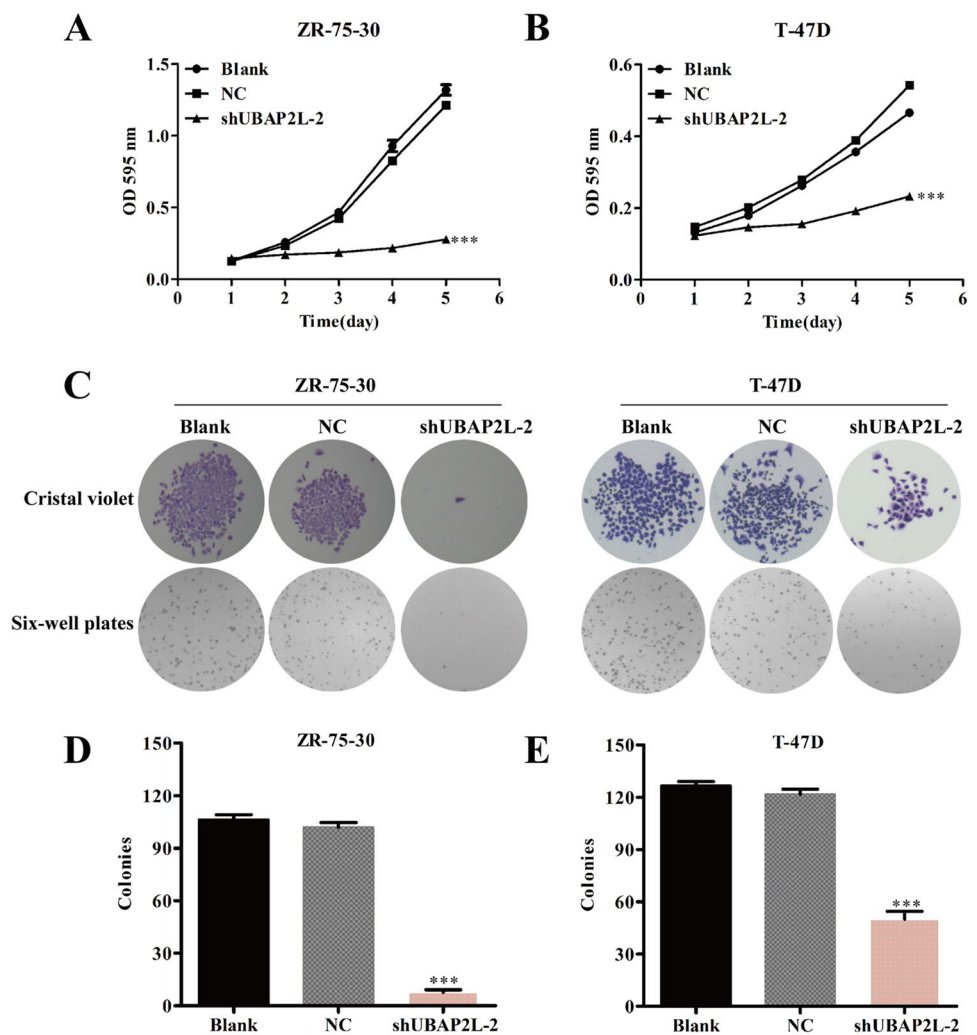 A
ZR-75-30
Blank
NC
shUBAP2L-2
OD 595 nm
1.5
1.0
0.5
0.0
0 1 2 3 4 5 6
Time(day)
***
B
T-47D
Blank
NC
shUBAP2L-2
OD 595 nm
0.6
0.4
0.2
0.0
0 1 2 3 4 5 6
Time(day)
***
C
ZR-75-30
Blank NC shUBAP2L-2
T-47D
Blank NC shUBAP2L-2
Cristal violet
Six-well plates
D
ZR-75-30
Colonies
150
120
90
60
30
0
***
Blank NC shUBAP2L-2
E
T-47D
Colonies
150
120
90
60
30
0
***
Blank NC shUBAP2L-2